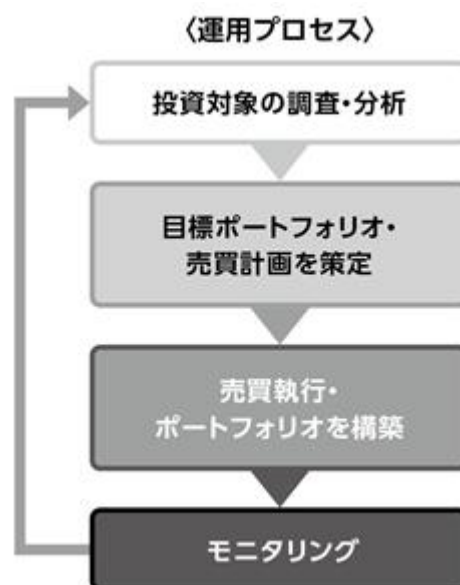 〈運用プロセス〉
投資対象の調査・分析
目標ポートフォリオ・
売買計画を策定
売買執行・
ポートフォリオを構築
モニタリング